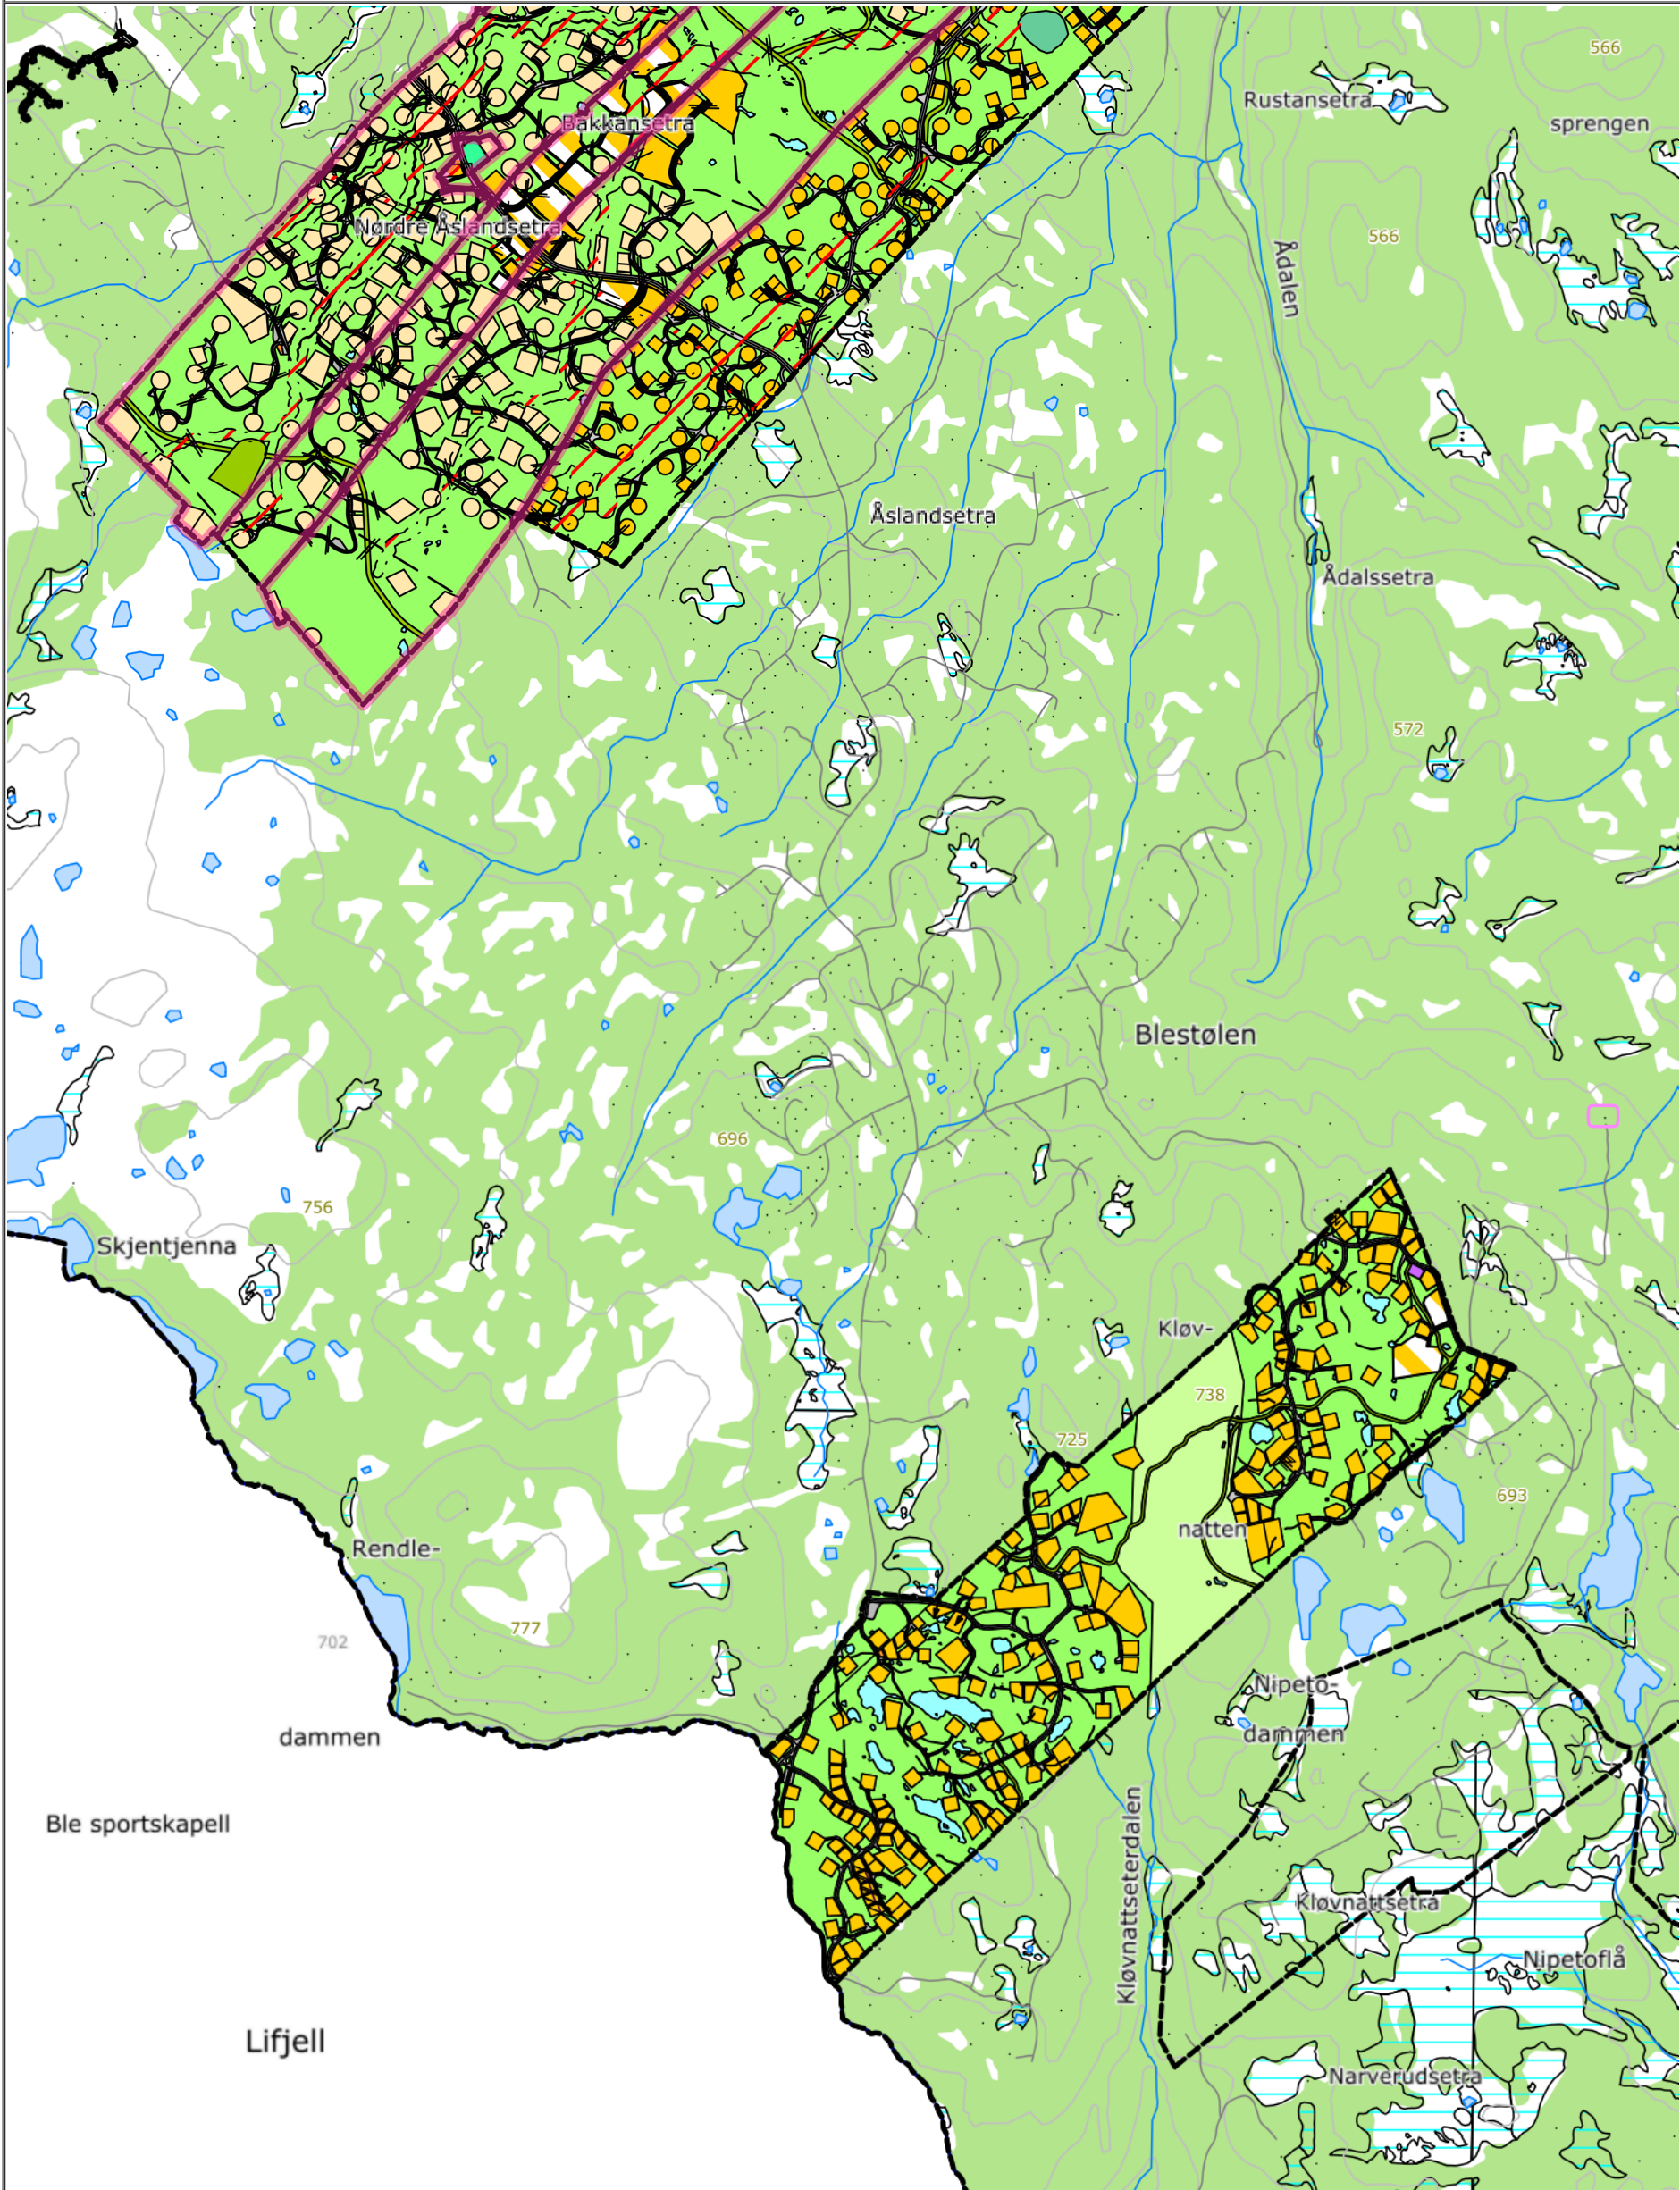 566
Rustansetra
sprengen
Bakkansetra
Nørdre Åslandsetra
566
Ådalen
Åslandsetra
Ådalssetra
572
Blestølen
696
756
Skjentjenna
Kløv-
738
725
693
natten
Rendle-
777
702
dammen
Nipeto-
dammen
Ble sportskapell
Kløvnattseterdalen
Kløvnattsetra
Nipetoflå
Lifjell
Narverudsetra